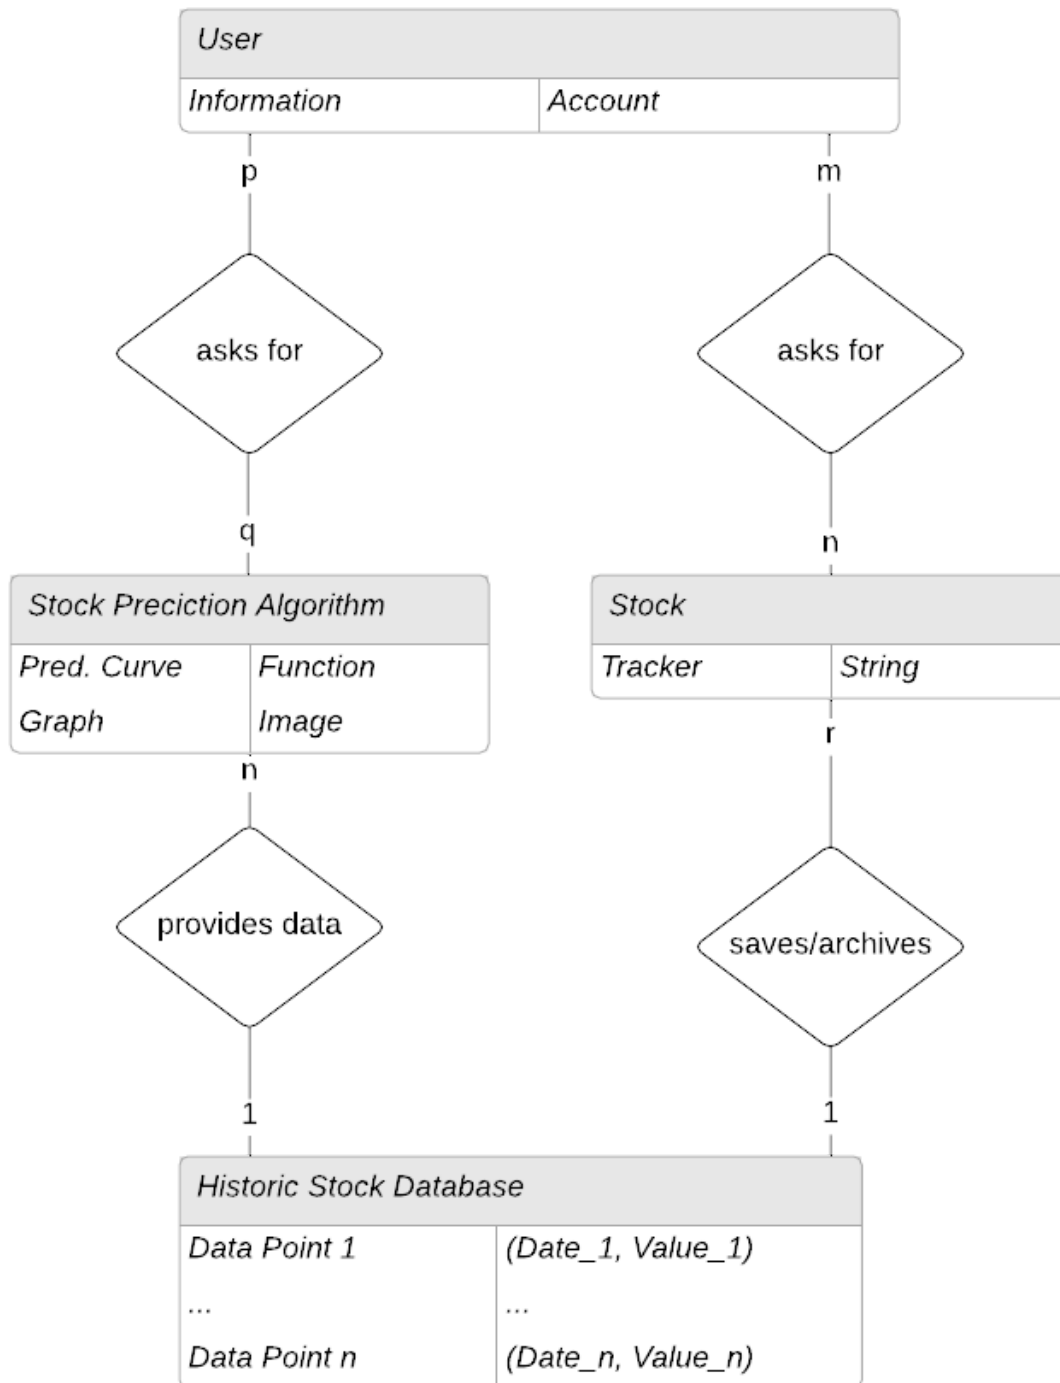 User
Information Account
p m
asks for asks for
q n
Stock Preciction Algorithm Stock
Pred. Curve Function Tracker String
Graph Image
n r
provides data saves/archives
1 1
Historic Stock Database
Data Point 1 (Date_1, Value_1)
... ...
Data Point n (Date_n, Value_n)